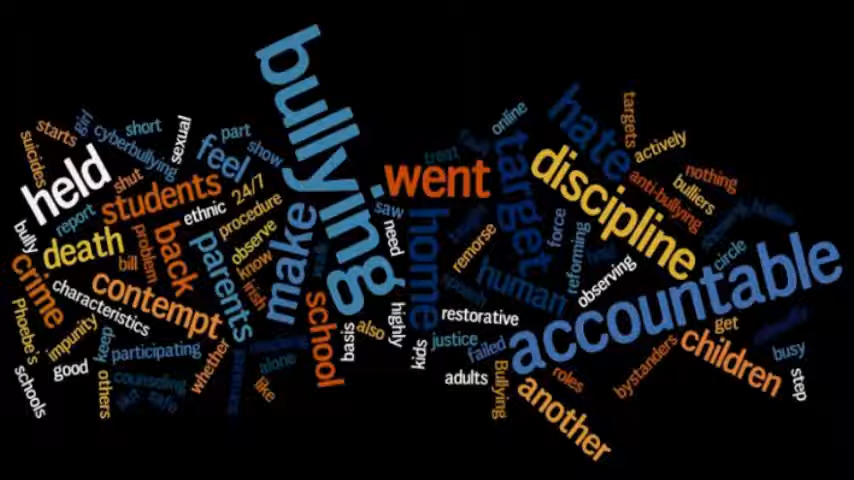 bullying
girl
short
starts
cyberbullying
sexual
part
show
suicides
held
shut
feel
students
24/7
report
ethnic
procedure
bully
death
problem
back
observe
bill
know
parents
make
irish
crime
characteristics
contempt
school
Phoebe's
impunity
keep
participating
good
others
counseling
safe
whether
alone
like
schools
basis
also
highly
kids
went
saw
need
home
treat
online
target
hate
targets
actively
discipline
nothing
anti-bullying
bulliers
force
remorse
reforming
human
observing
circle
accountable
restorative
justice
failed
adults
Bullying
roles
another
bystanders
children
get
busy
step